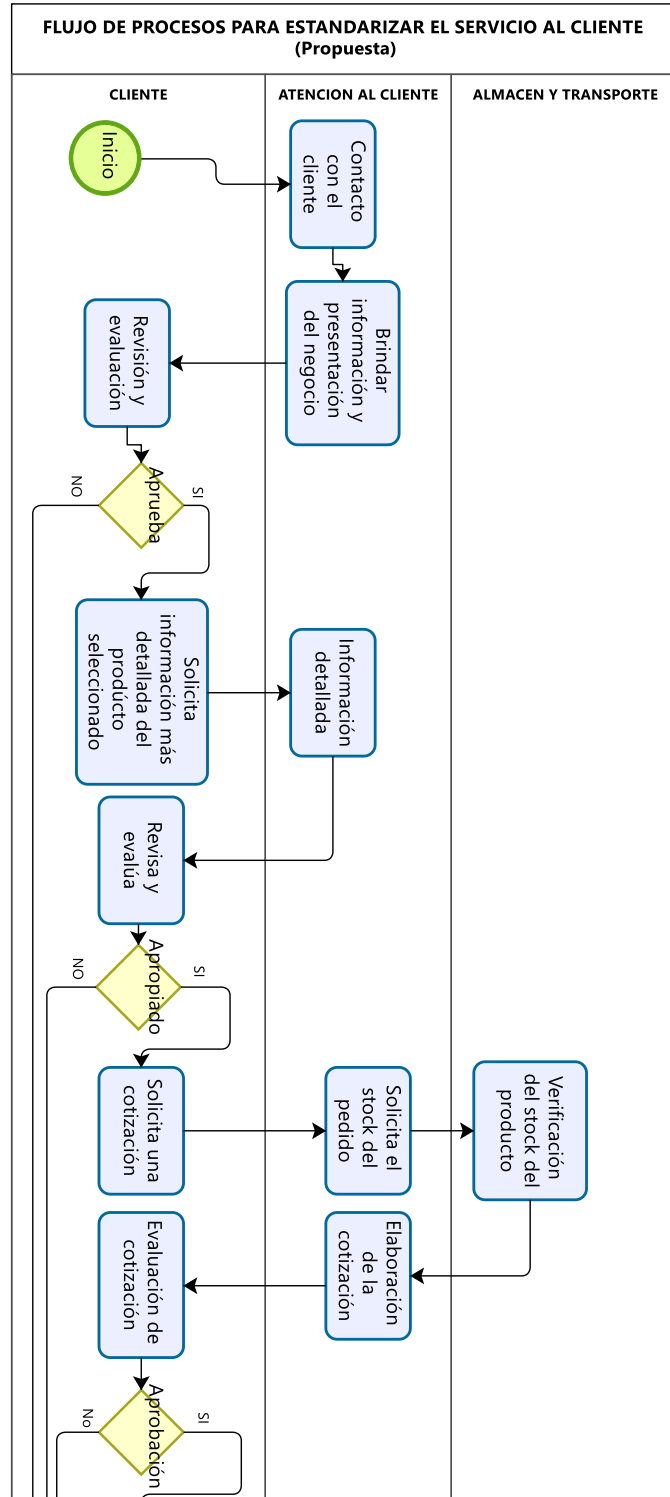 FLUJO DE PROCESOS PARA ESTANDARIZAR EL SERVICIO AL CLIENTE
(Propuesta)
CLIENTE
ATENCION AL CLIENTE
ALMACEN Y TRANSPORTE
Inicio
Contacto
con el
cliente
Brindar
información y
presentación
del negocio
Revisión y
evaluación
Aprueba
NO
SI
Solicita
información más
detallada del
prodúcto
seleccionado
Información
detallada
Revisa y
evalúa
Apropiado
NO
SI
Solicita una
cotización
Solicita el
stock del
pedido
Verificación
del stock del
producto
Elaboración
de la
cotización
Evaluación de
cotización
Aprobación
No
SI